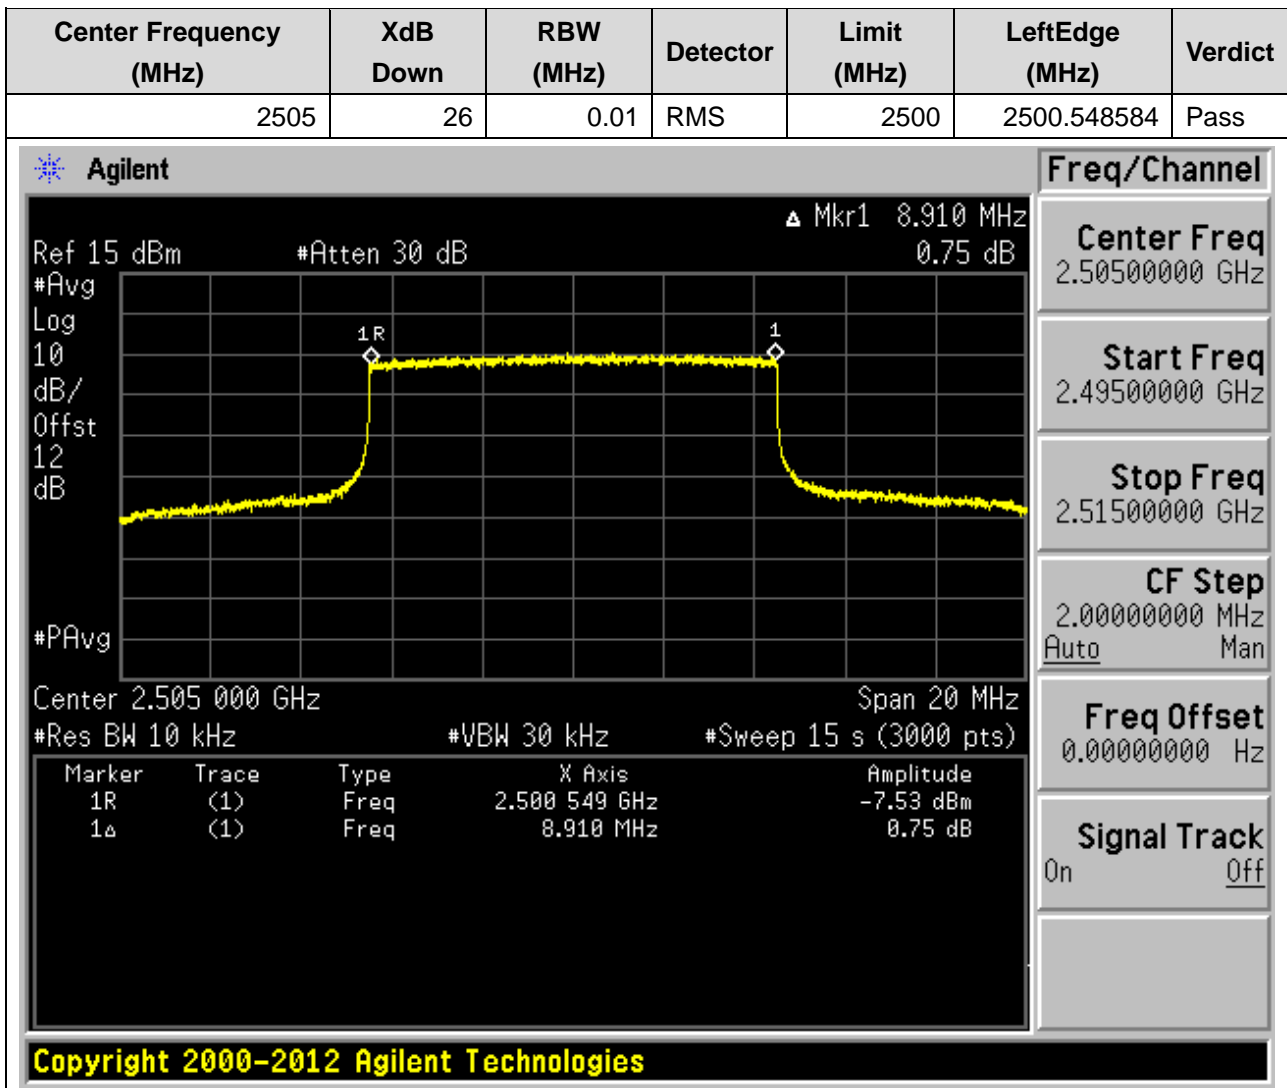 Center Frequency (MHz) XdB Down RBW (MHz) Detector Limit (MHz) LeftEdge (MHz) Verdict
2505 26 0.01 RMS 2500 2500.548584 Pass
Agilent
Freq/Channel
Δ Mkr1 8.910 MHz
Ref 15 dBm #Atten 30 dB 0.75 dB
#Avg
Log
10
dB/
Offst
12
dB
1R
1
#PAvg
Center 2.505 000 GHz Span 20 MHz
#Res BW 10 kHz #VBW 30 kHz #Sweep 15 s (3000 pts)
Marker Trace Type X Axis Amplitude
1R (1) Freq 2.500 549 GHz -7.53 dBm
1Δ (1) Freq 8.910 MHz 0.75 dB
Center Freq
2.50500000 GHz
Start Freq
2.49500000 GHz
Stop Freq
2.51500000 GHz
CF Step
2.00000000 MHz
Auto Man
Freq Offset
0.00000000 Hz
Signal Track
On Off
Copyright 2000-2012 Agilent Technologies